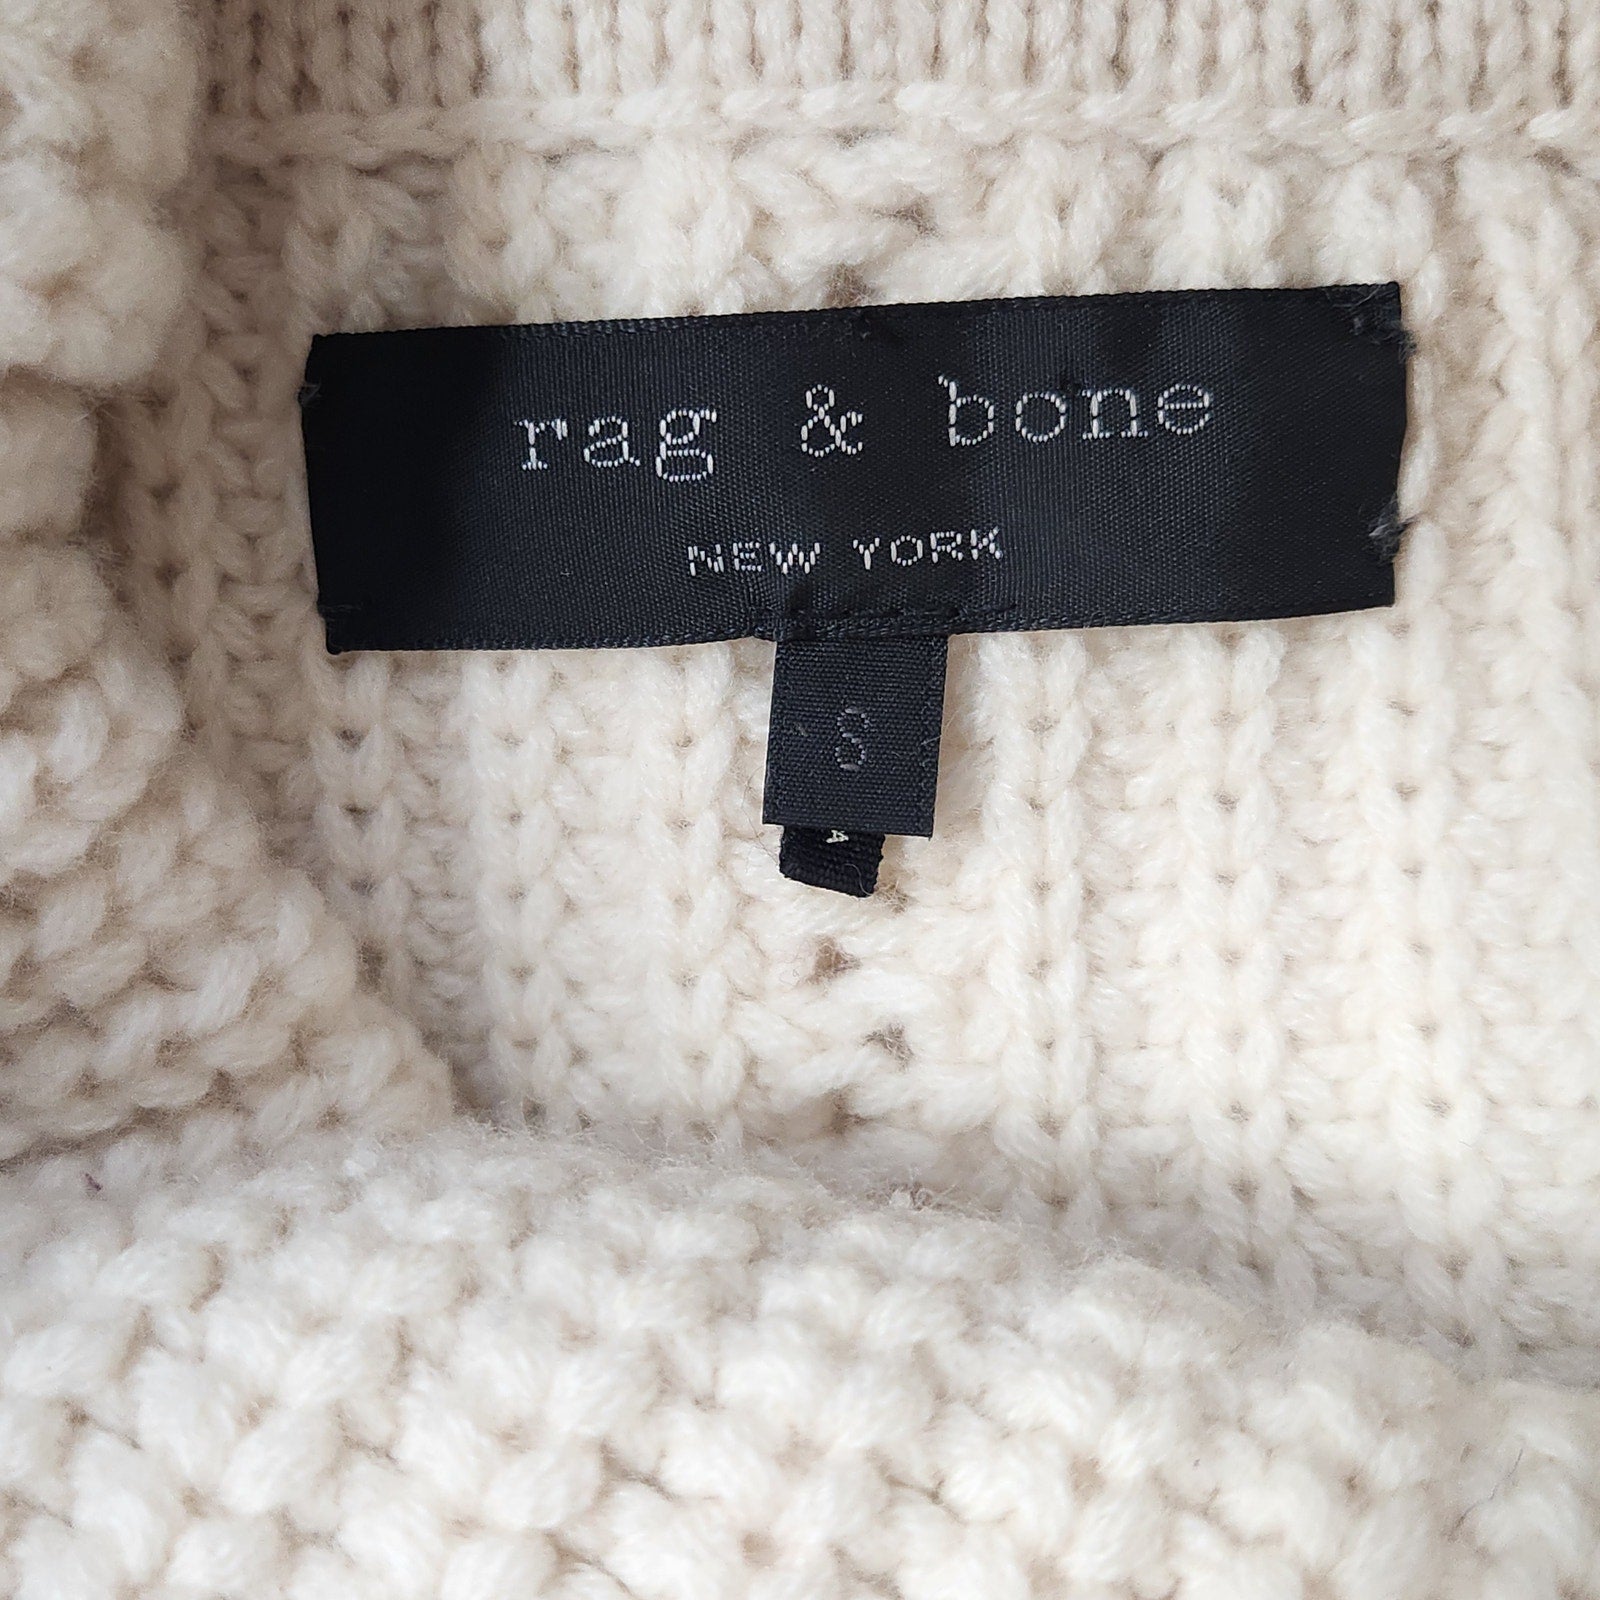 rag & bone
NEW YORK
S
A